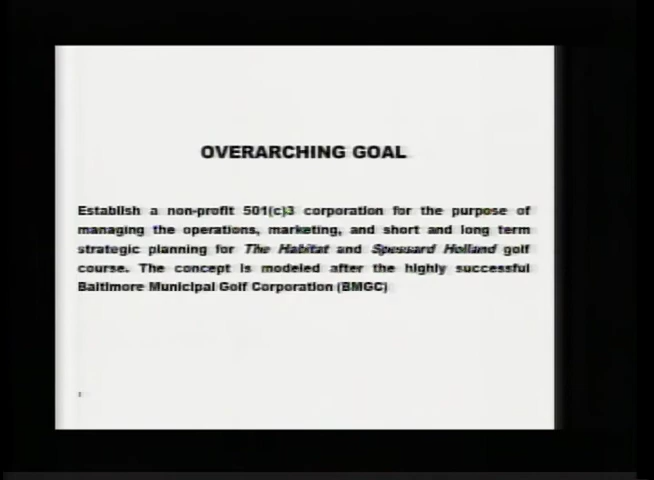 OVERARCHING GOAL
Establish a non-profit 501(c)3 corporation for the purpose of
managing the operations, marketing, and short and long term
strategic planning for The Habitat and Spessard Holland golf
course. The concept is modeled after the highly successful
Baltimore Municipal Golf Corporation (BMGC)